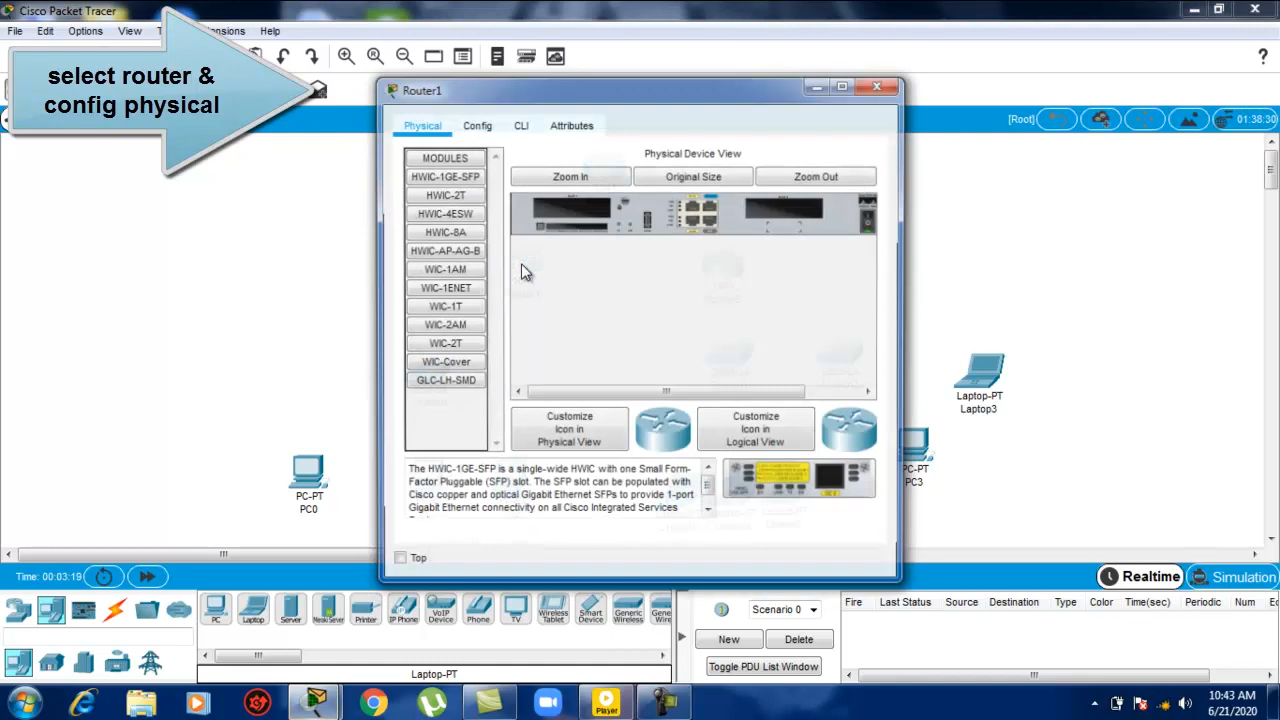 Cisco Packet Tracer
File Edit Options View
ensions Help
select router &
config physical
Router1
Physical Config CLI Attributes
[Root]
01:38:30
MODULES
HWIC-1GE-SFP
HWIC-2T
HWIC-4ESW
HWIC-8A
HWIC-AP-AG-B
WIC-1AM
WIC-1ENET
WIC-1T
WIC-2AM
WIC-2T
WIC-Cover
GLC-LH-SMD
Physical Device View
Zoom In Original Size Zoom Out
Customize
Icon in
Physical View
Customize
Icon in
Logical View
The HWIC-1GE-SFP is a single-wide HWIC with one Small Form-
Factor Pluggable (SFP) slot. The SFP slot can be populated with
Cisco copper and optical Gigabit Ethernet SFPs to provide 1-port
Gigabit Ethernet connectivity on all Cisco Integrated Services
Top
PC-PT
PC0
Laptop-PT
Laptop3
PC-PT
PC3
Time: 00:03:19
Realtime
Simulation
PC Laptop Server Meraki Server Printer IP Phone VoIP Device Phone TV Wireless Tablet Smart Device Generic Wireless
Laptop-PT
Scenario 0
New Delete
Toggle PDU List Window
Fire Last Status Source Destination Type Color Time(sec) Periodic Num
Player
10:43 AM
6/21/2020